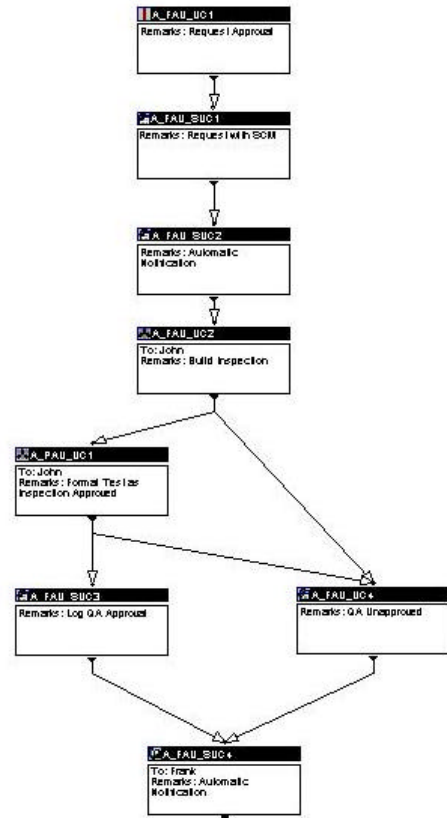 A_FAU_UC1
Remarks: Request Approval
A_FAU_SUC1
Remarks: Request with SCM
A_FAU_SUC2
Remarks: Automatic
Notification
A_FAU_UC2
To: John
Remarks: Build Inspection
A_PAU_UC1
To: John
Remarks: Formal Test as
Inspection Approved
A_FAU_SUC3
Remarks: Log QA Approval
A_FAU_UC4
Remarks: QA Unapproved
A_FAU_SUC4
To: Frank
Remarks: Automatic
Notification